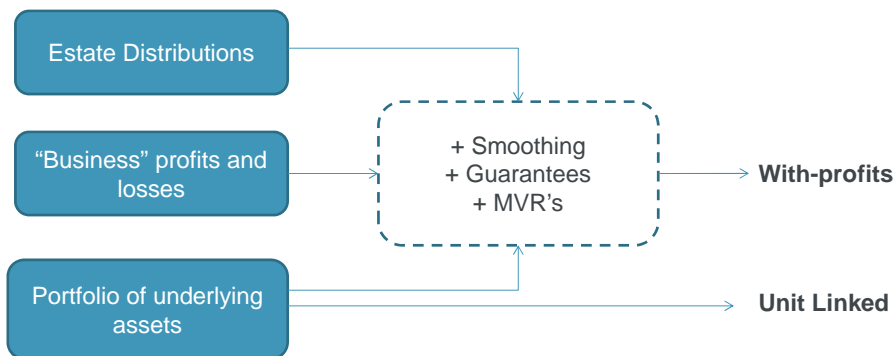 Estate Distributions
“Business” profits and
losses
+ Smoothing
+ Guarantees
+ MVR’s
With-profits
Portfolio of underlying
assets
Unit Linked